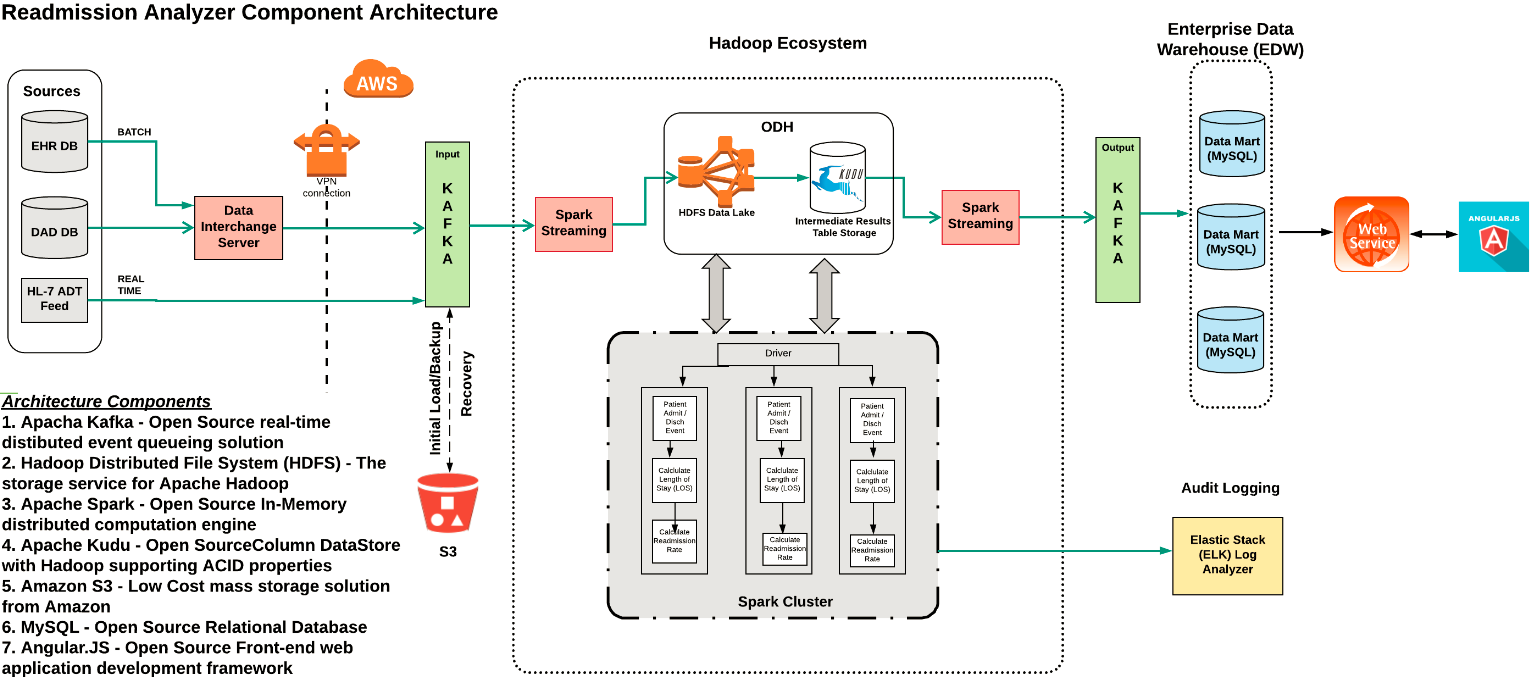 Readmission Analyzer Component Architecture
Sources
EHR DB
DAD DB
HL-7 ADT
Feed
BATCH
REAL
TIME
Data
Interchange
Server
AWS
VPN
connection
Input
K
A
F
K
A
Initial Load/Backup
Recovery
S3
Hadoop Ecosystem
Spark
Streaming
ODH
HDFS Data Lake
KUDU
Intermediate Results
Table Storage
Spark
Streaming
Driver
Patient
Admit /
Disch
Event
Calclulate
Length of
Stay (LOS)
Calculate
Readmission
Rate
Patient
Admit /
Disch
Event
Calclulate
Length of
Stay (LOS)
Calculate
Readmission
Rate
Patient
Admit /
Disch
Event
Calclulate
Length of
Stay (LOS)
Calculate
Readmission
Rate
Spark Cluster
Output
K
A
F
K
A
Enterprise Data
Warehouse (EDW)
Data Mart
(MySQL)
Data Mart
(MySQL)
Data Mart
(MySQL)
Web
Service
ANGULARJS
A
Audit Logging
Elastic Stack
(ELK) Log
Analyzer
Architecture Components
1. Apacha Kafka - Open Source real-time
distibuted event queueing solution
2. Hadoop Distributed File System (HDFS) - The
storage service for Apache Hadoop
3. Apache Spark - Open Source In-Memory
distributed computation engine
4. Apache Kudu - Open SourceColumn DataStore
with Hadoop supporting ACID properties
5. Amazon S3 - Low Cost mass storage solution
from Amazon
6. MySQL - Open Source Relational Database
7. Angular.JS - Open Source Front-end web
application development framework